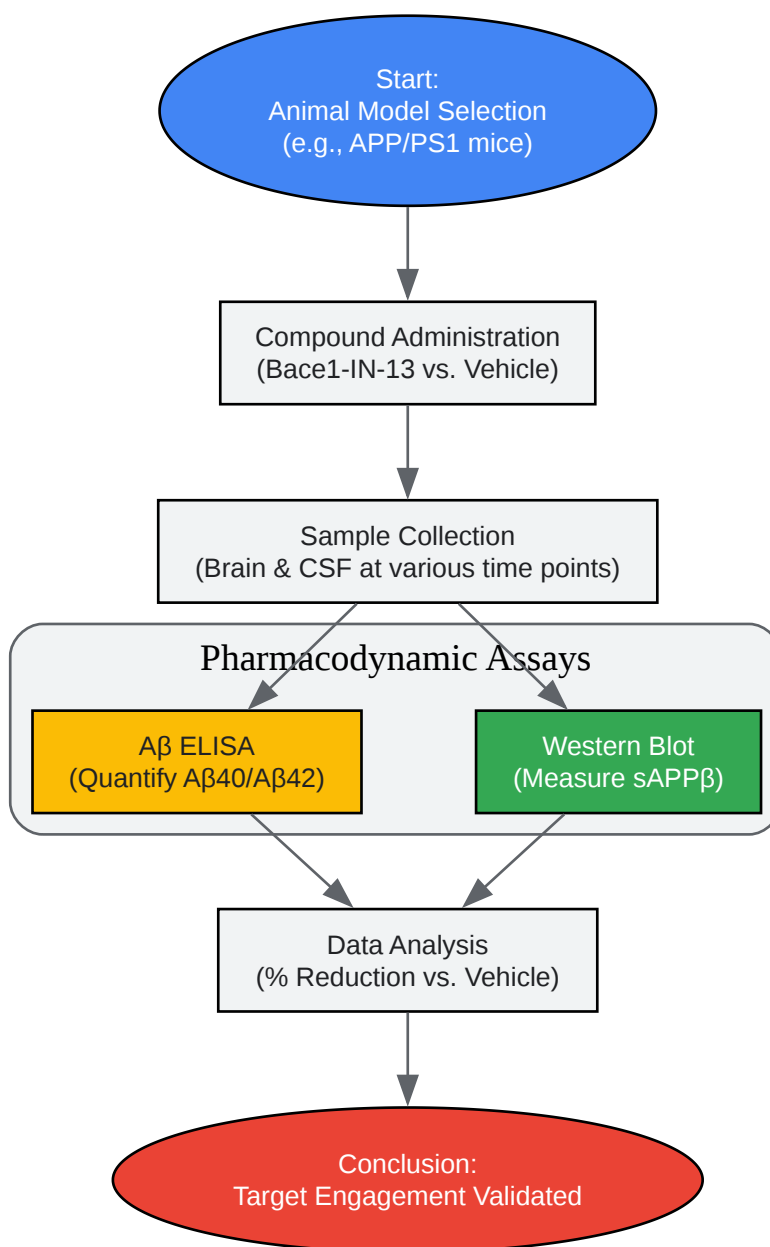 Start:
Animal Model Selection
(e.g., APP/PS1 mice)
Compound Administration
(Bace1-IN-13 vs. Vehicle)
Sample Collection
(Brain & CSF at various time points)
Pharmacodynamic Assays
Aβ ELISA
(Quantify Aβ40/Aβ42)
Western Blot
(Measure sAPPβ)
Data Analysis
(% Reduction vs. Vehicle)
Conclusion:
Target Engagement Validated